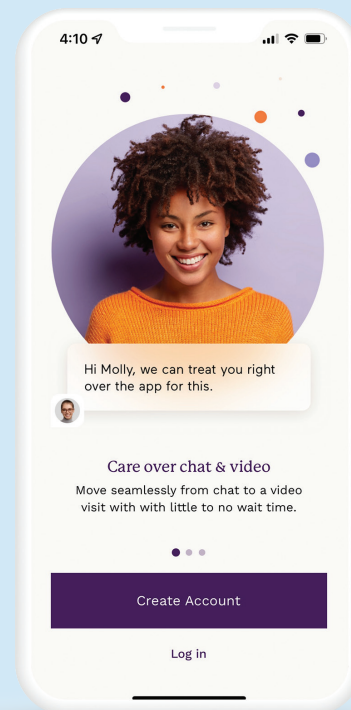 4:10
Hi Molly, we can treat you right
over the app for this.
Care over chat & video
Move seamlessly from chat to a video
visit with with little to no wait time.
Create Account
Log in